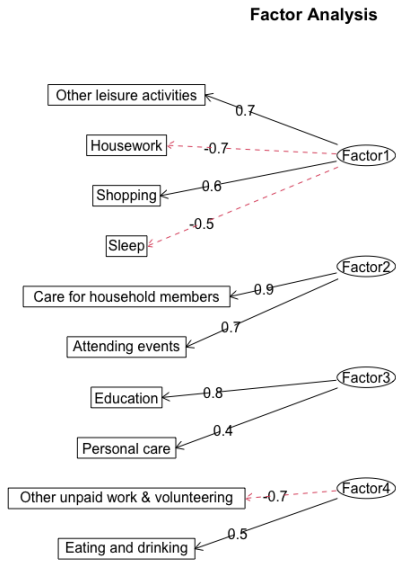 Factor Analysis
Other leisure activities
0.7
Housework
-0.7
Factor1
Shopping
0.6
Sleep
-0.5
Care for household members
0.9
Factor2
Attending events
0.7
Education
0.8
Factor3
Personal care
0.4
Other unpaid work & volunteering
-0.7
Factor4
Eating and drinking
0.5